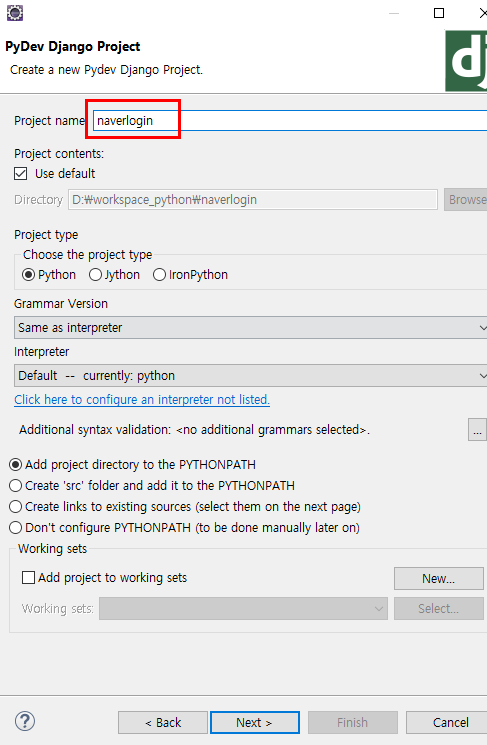 PyDev Django Project
Create a new Pydev Django Project.
dj
Project name
naverlogin
Project contents:
Use default
Directory D:₩workspace_python₩naverlogin Browse
Project type
Choose the project type
Python Jython IronPython
Grammar Version
Same as interpreter
Interpreter
Default -- currently: python
Click here to configure an interpreter not listed.
Additional syntax validation: <no additional grammars selected>. ...
Add project directory to the PYTHONPATH
Create 'src' folder and add it to the PYTHONPATH
Create links to existing sources (select them on the next page)
Don't configure PYTHONPATH (to be done manually later on)
Working sets
Add project to working sets New...
Working sets: Select...
? < Back Next > Finish Cancel